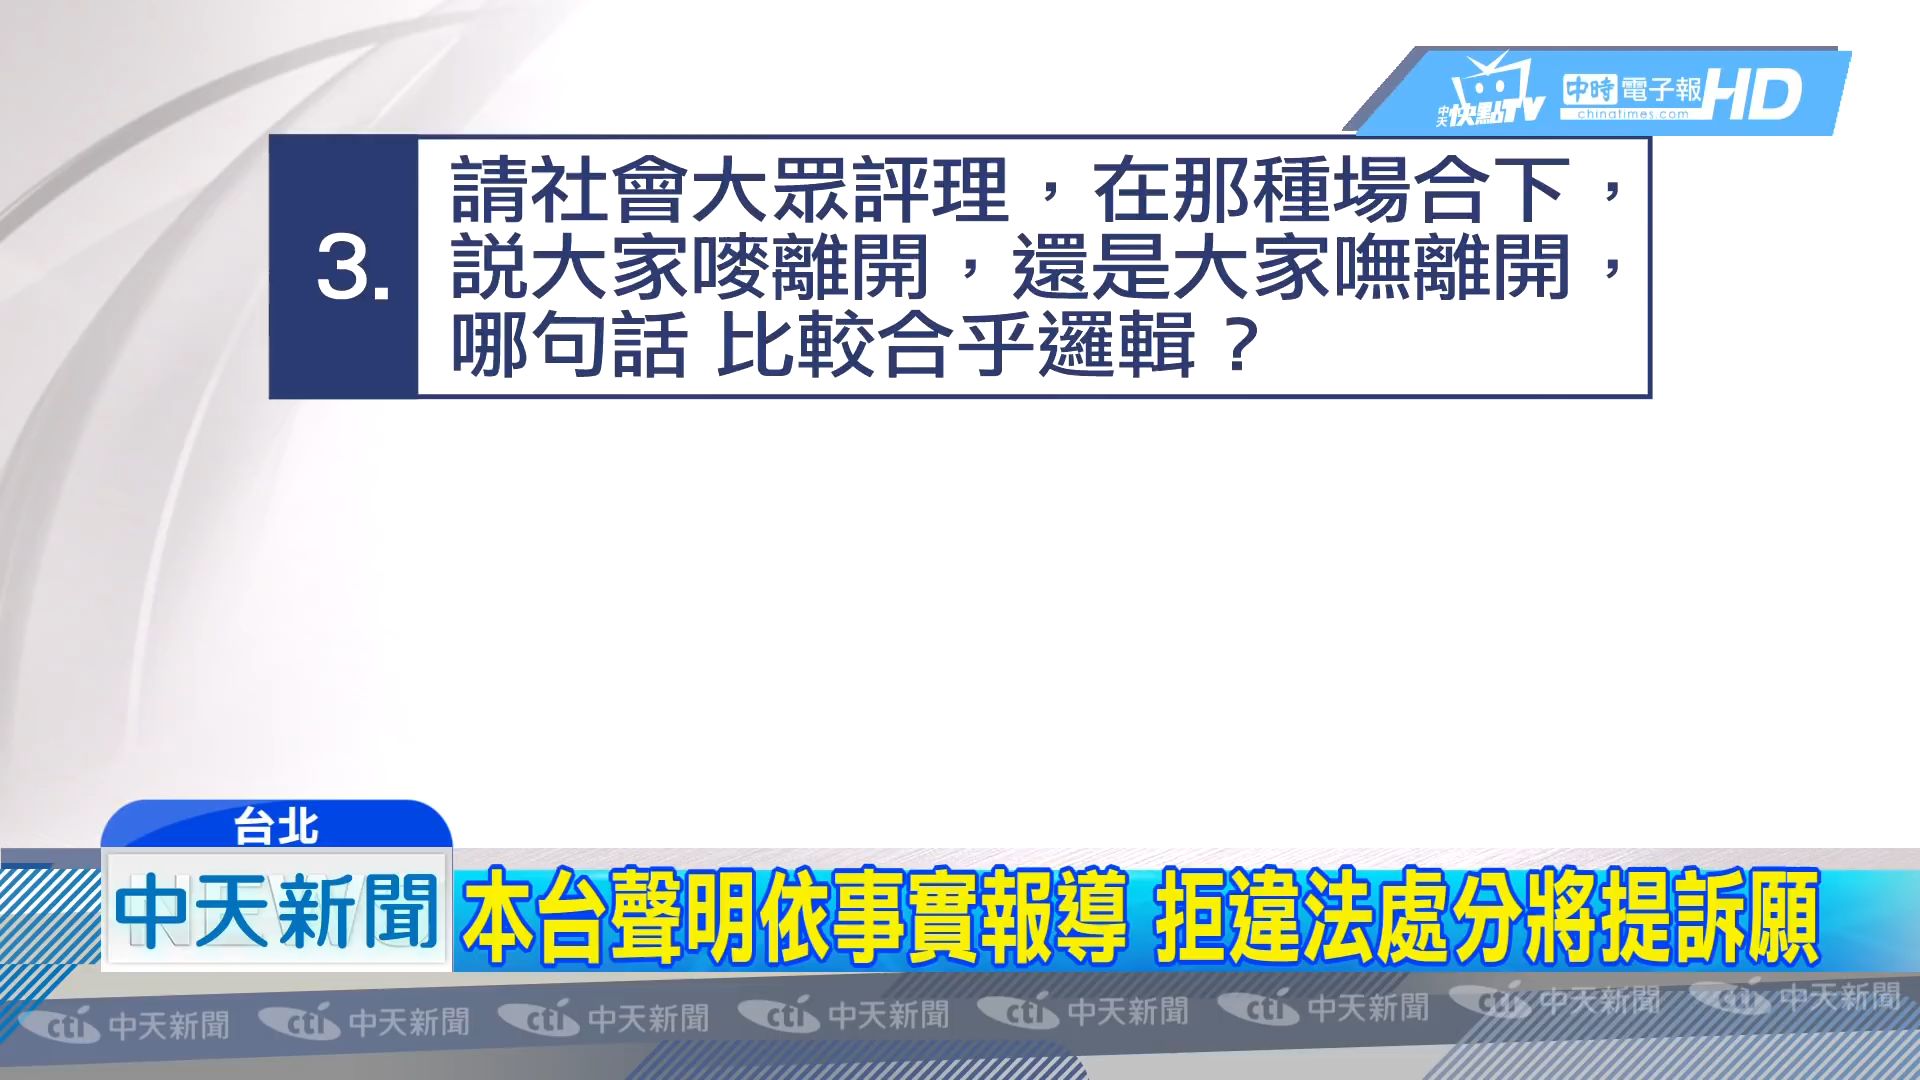 中天快點TV 中時電子報HD
chinatimes.com
3.
請社會大眾評理，在那種場合下，
説大家嘜離開，還是大家嘸離開，
哪句話 比較合乎邏輯？
台北
NEWS
中天新聞
本台聲明依事實報導 拒違法處分將提訴願
cti 中天新聞 cti 中天新聞 cti 中天新聞 cti 中天新聞 cti 中天新聞 cti 中天新聞 cti 中天新聞 cti 中天新聞